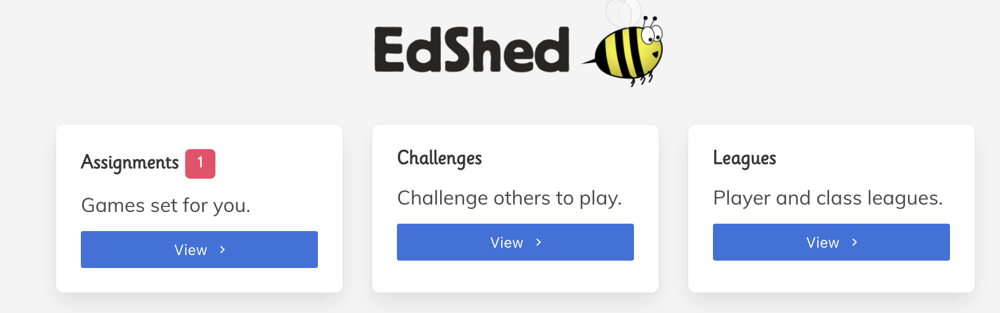 EdShed
Assignments 1
Games set for you.
View
Challenges
Challenge others to play.
View
Leagues
Player and class leagues.
View